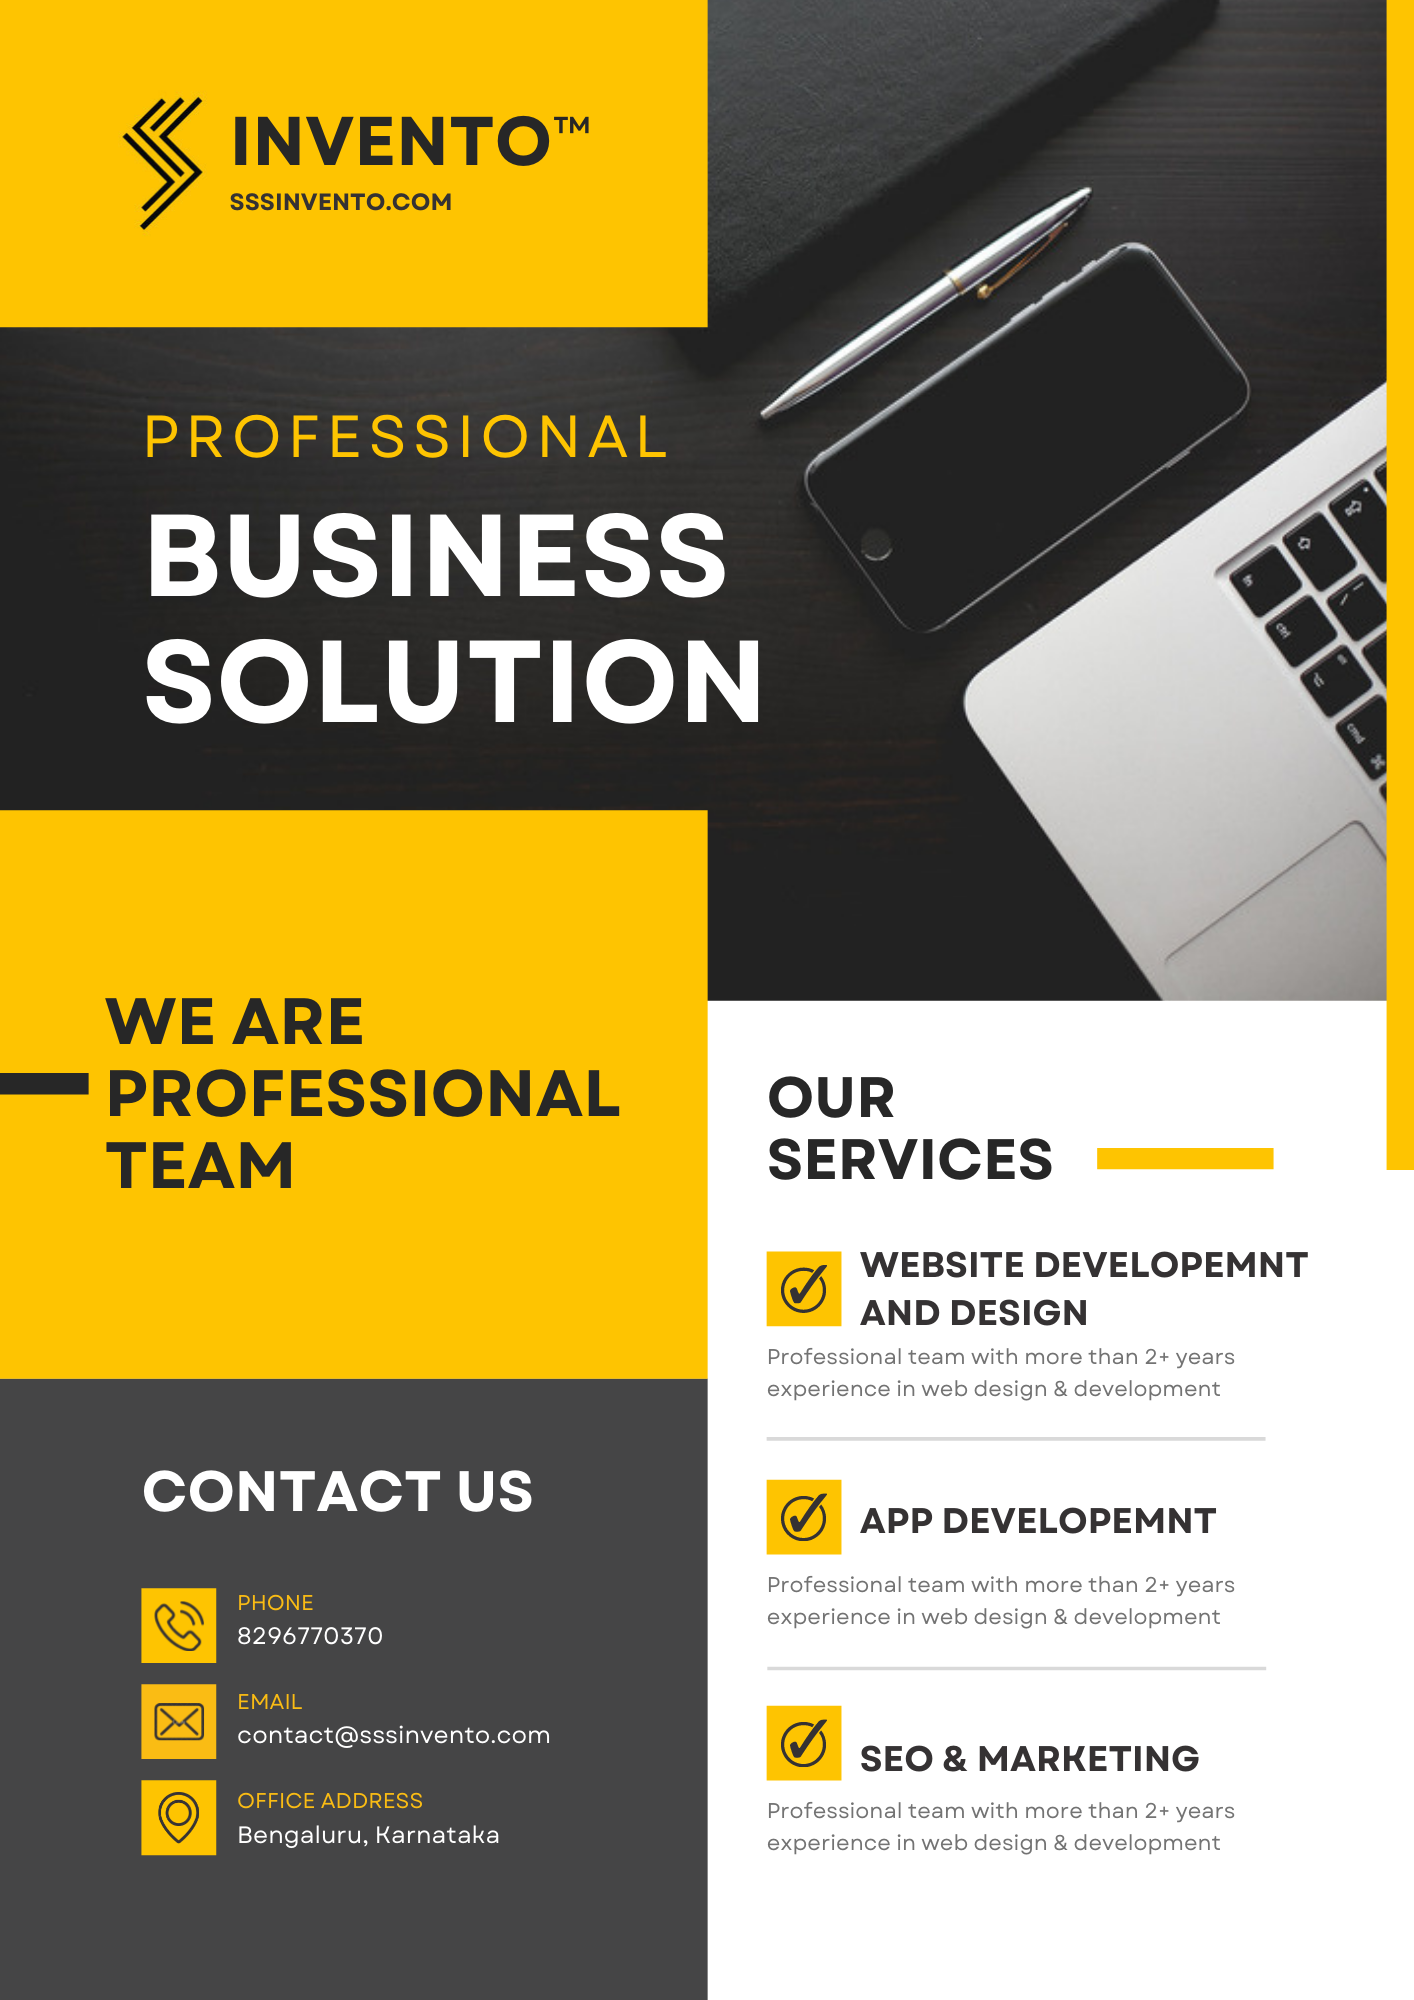 INVENTO™
SSSINVENTO.COM
PROFESSIONAL
BUSINESS
SOLUTION
WE ARE
PROFESSIONAL
TEAM
CONTACT US
PHONE
8296770370
EMAIL
contact@sssinvento.com
OFFICE ADDRESS
Bengaluru, Karnataka
OUR
SERVICES
WEBSITE DEVELOPEMNT
AND DESIGN
Professional team with more than 2+ years
experience in web design & development
APP DEVELOPEMNT
Professional team with more than 2+ years
experience in web design & development
SEO & MARKETING
Professional team with more than 2+ years
experience in web design & development
fn
ctrl
cmd